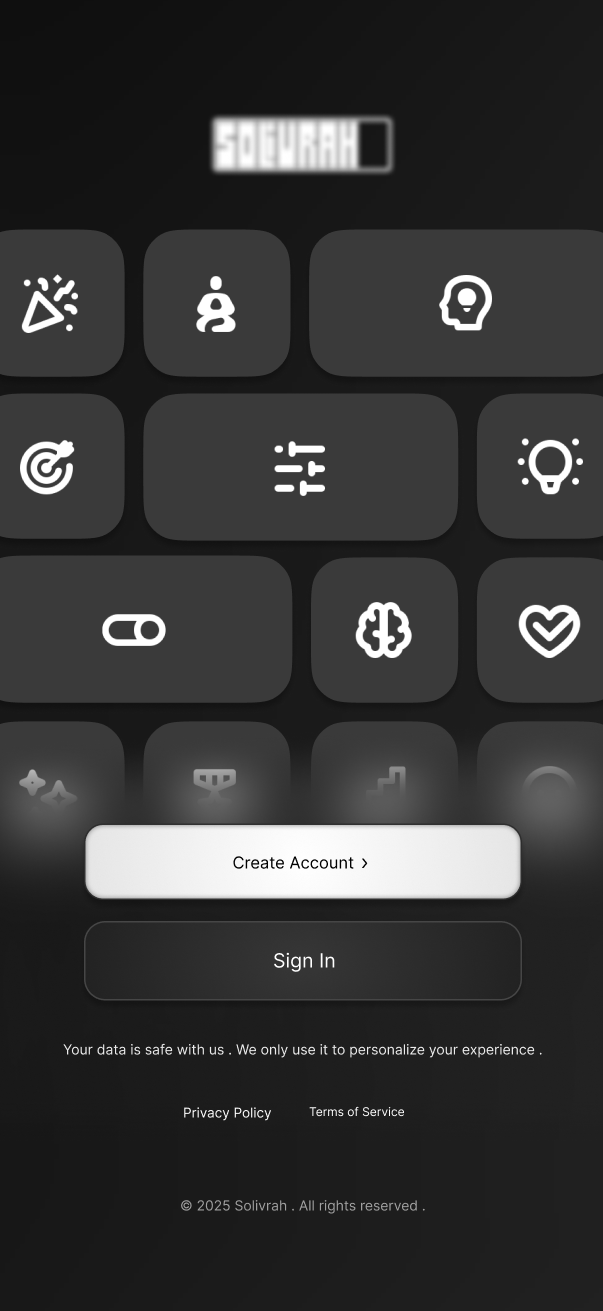 SOLIVRAH
Create Account ›
Sign In
Your data is safe with us . We only use it to personalize your experience .
Privacy Policy Terms of Service
© 2025 Solivrah . All rights reserved .